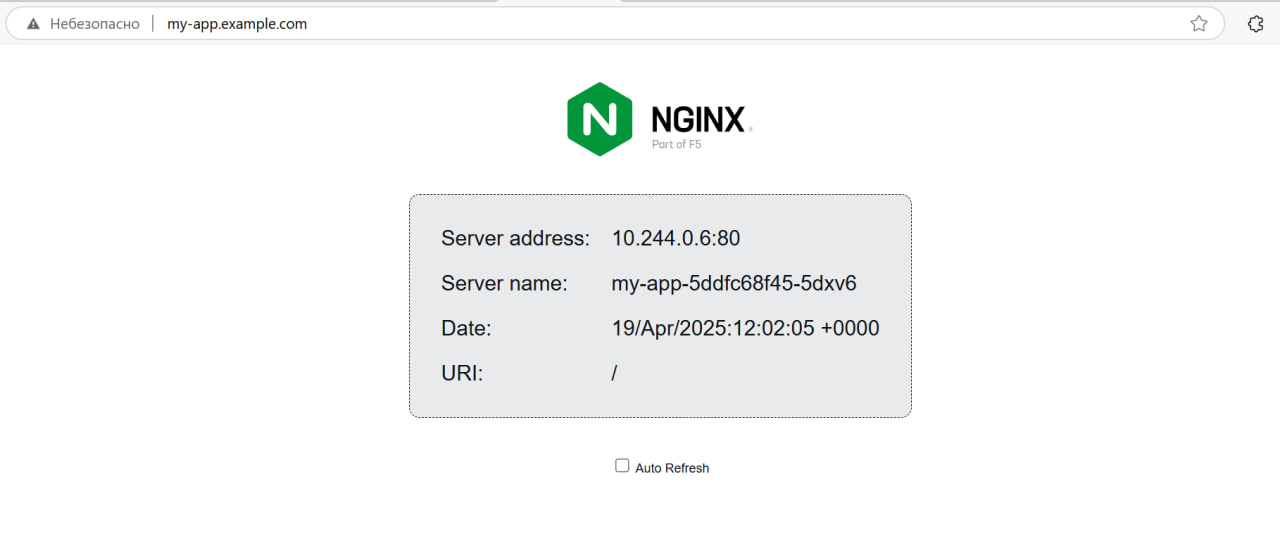 Небезопасно my-app.example.com
N NGINX
Part of F5
Server address: 10.244.0.6:80
Server name: my-app-5ddfc68f45-5dxv6
Date: 19/Apr/2025:12:02:05 +0000
URI: /
Auto Refresh